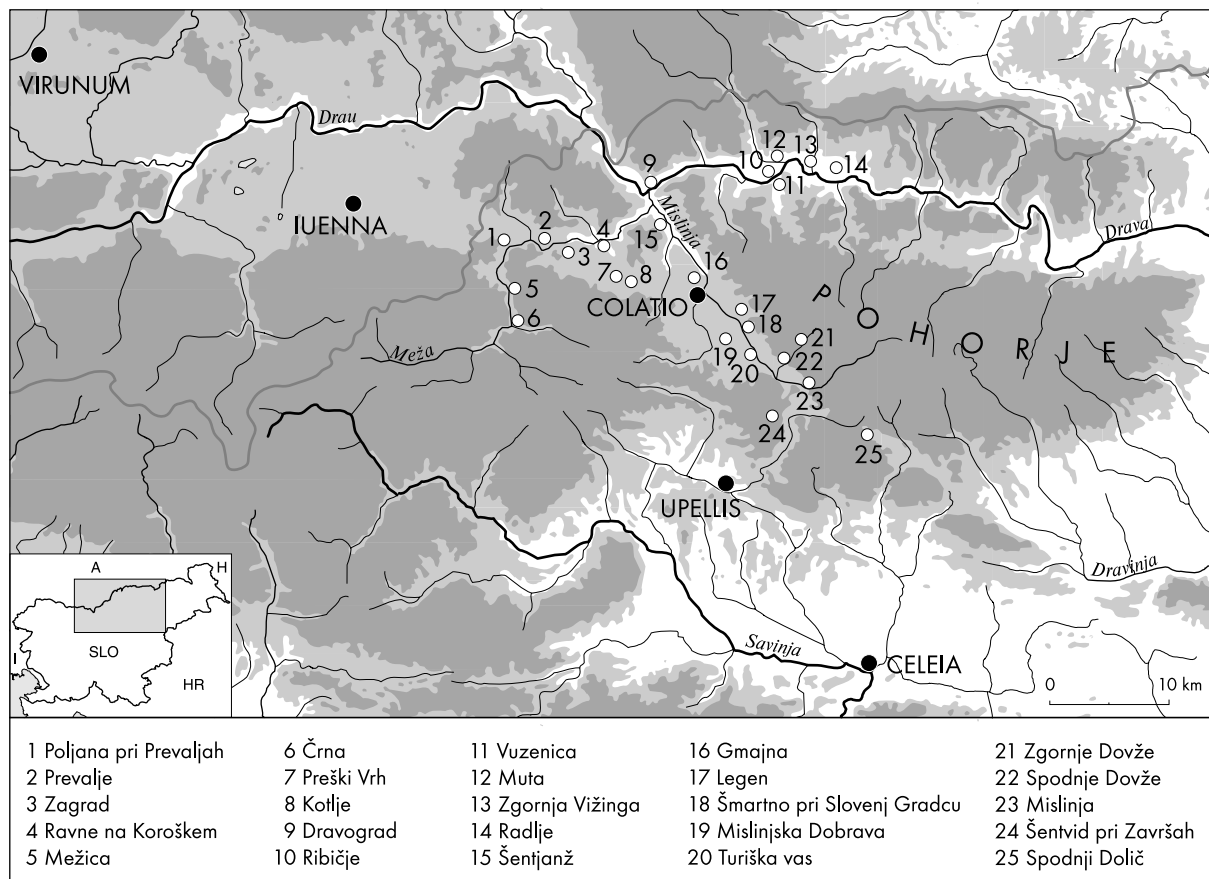 VIRUNUM
Drau
IUENNA
12
13
10
14
9
11
Mislinja
Drava
1
2
3
4
15
7
8
16
5
COLATIO
6
17
18
P O H O R J E
21
Meža
19
20
22
23
24
25
UPELLIS
Dravinja
A
H
SLO
I
HR
Savinja
CELEIA
0 10 km
1 Poljana pri Prevaljah
2 Prevalje
3 Zagrad
4 Ravne na Koroškem
5 Mežica
6 Črna
7 Preški Vrh
8 Kotlje
9 Dravograd
10 Ribičje
11 Vuzenica
12 Muta
13 Zgornja Vižinga
14 Radlje
15 Šentjanž
16 Gmajna
17 Legen
18 Šmartno pri Slovenj Gradcu
19 Mislinjska Dobrava
20 Turiška vas
21 Zgornje Dovže
22 Spodnje Dovže
23 Mislinja
24 Šentvid pri Završah
25 Spodnji Dolič